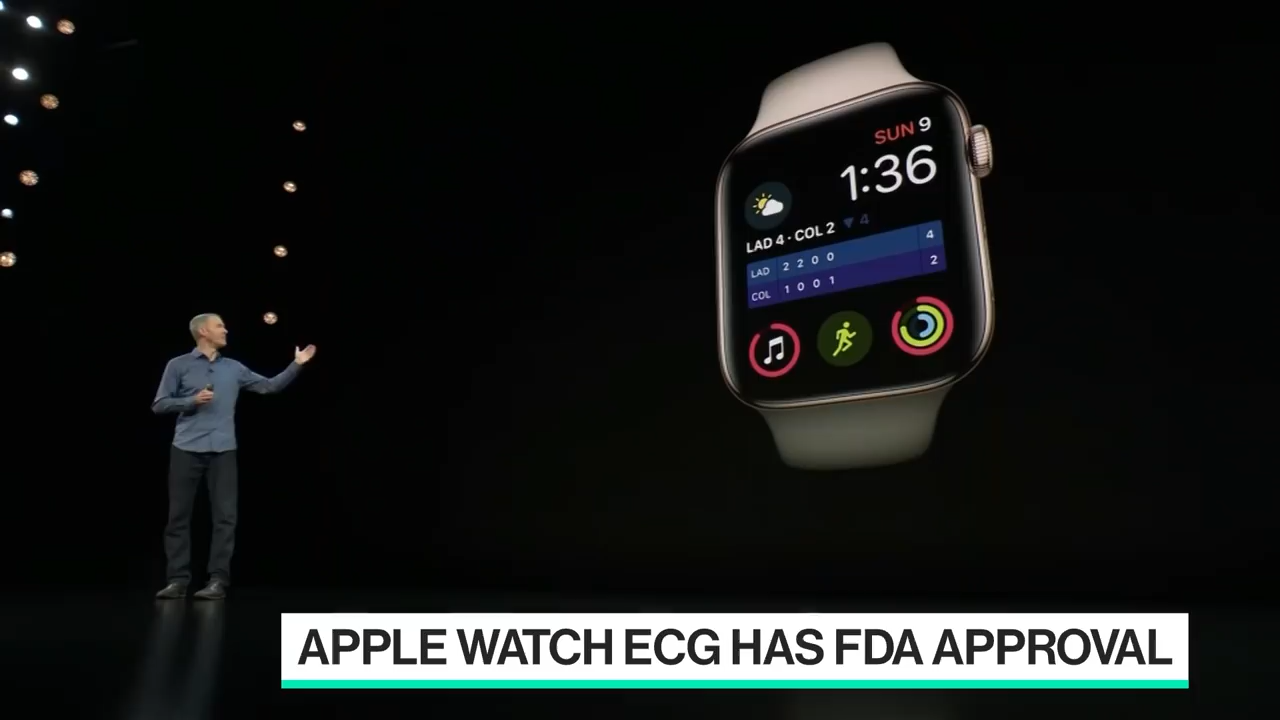 SUN 9
1:36
LAD 4 · COL 2 ▼ 4
LAD 2 2 0 0 4
COL 1 0 0 1 2
APPLE WATCH ECG HAS FDA APPROVAL